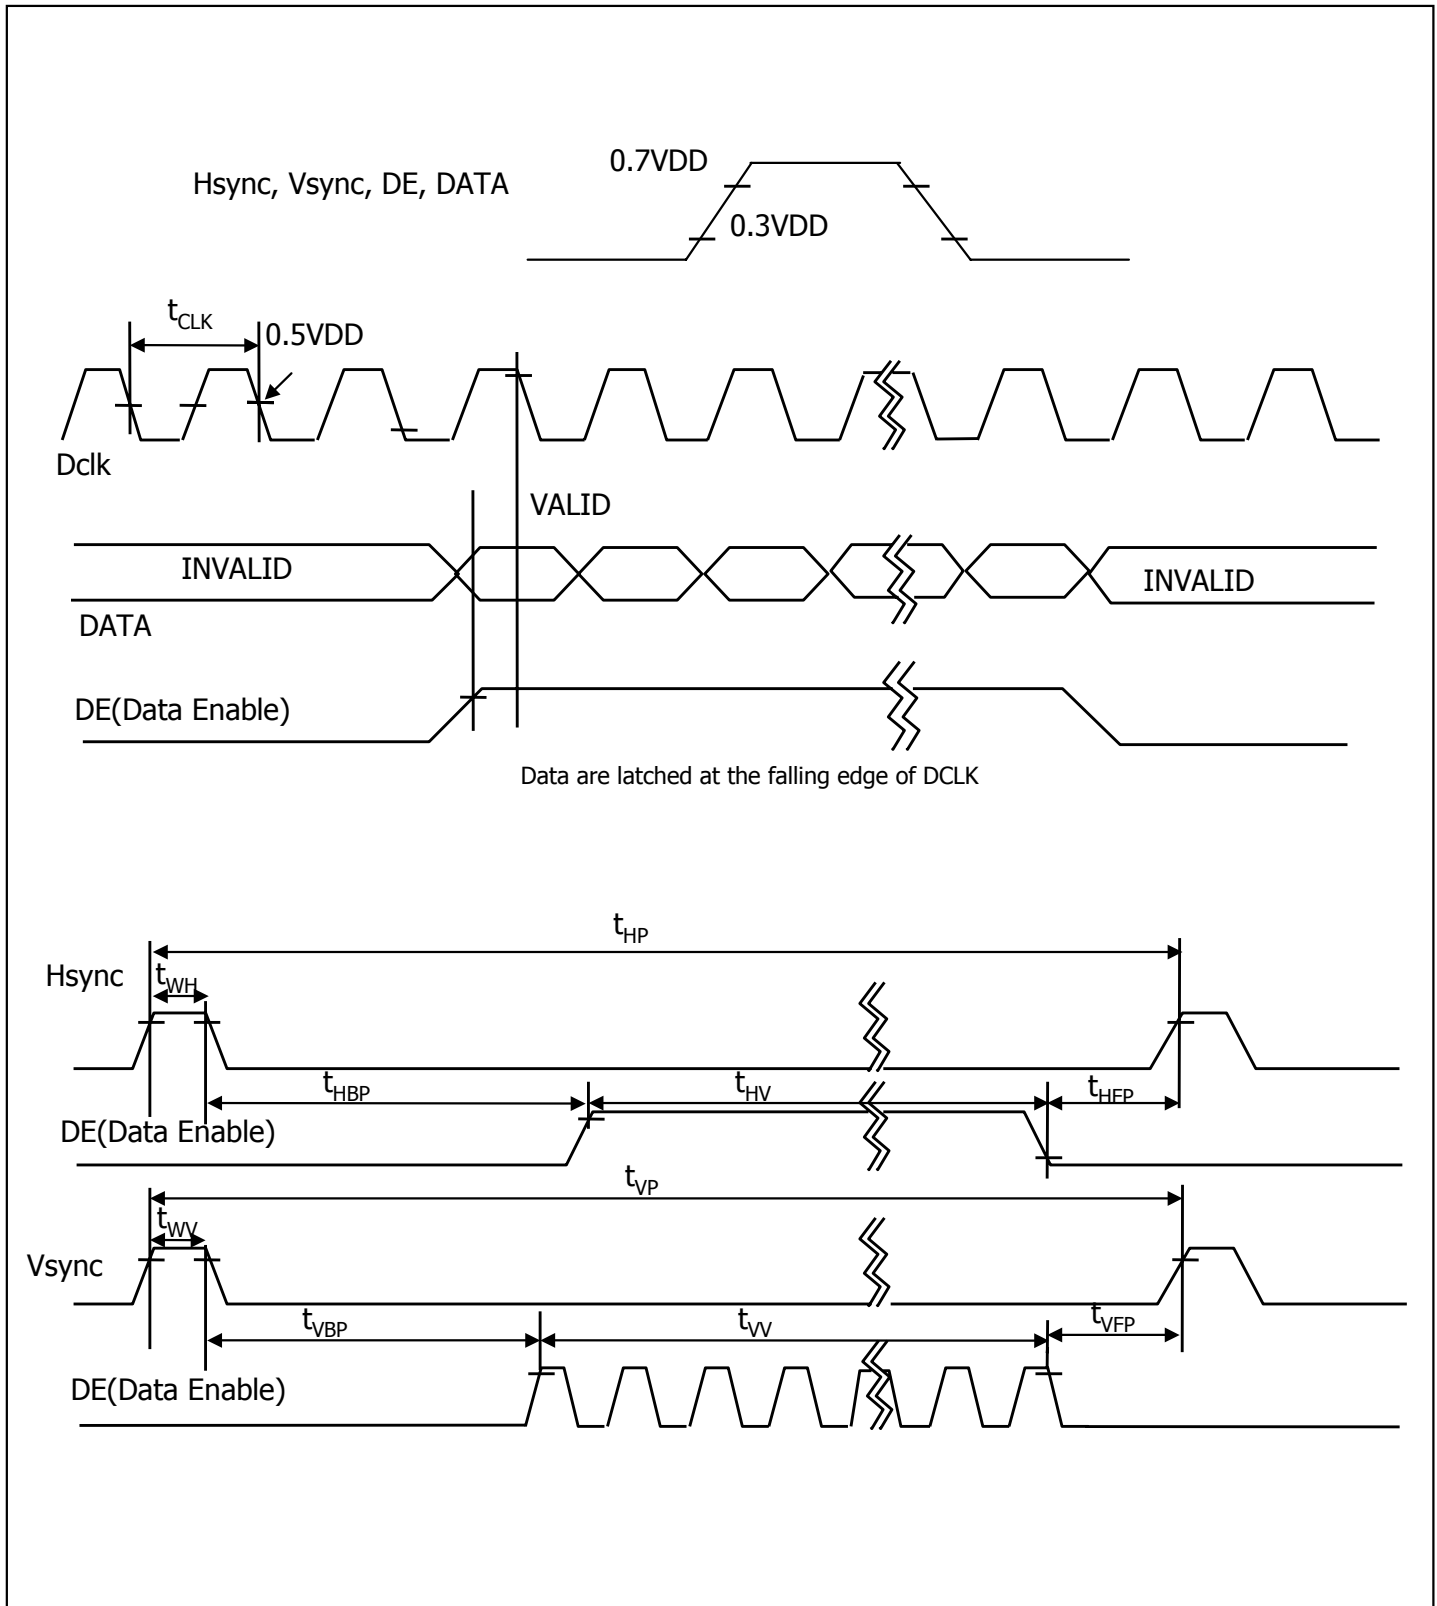 0.7VDD
Hsync, Vsync, DE, DATA
0.3VDD
tCLK
0.5VDD
Dclk
VALID
INVALID
INVALID
DATA
DE(Data Enable)
Data are latched at the falling edge of DCLK
tHP
Hsync
tWH
tHBP
tHV
tHFP
DE(Data Enable)
tVP
tWV
Vsync
tVBP
tVV
tVFP
DE(Data Enable)